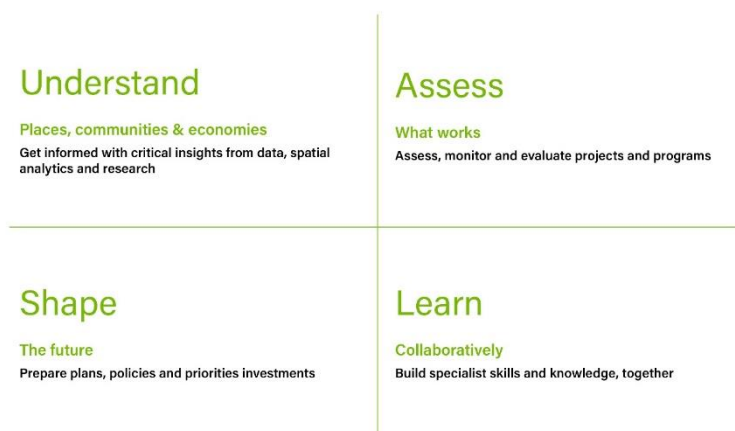 Understand
Places, communities & economies
Get informed with critical insights from data, spatial
analytics and research
Assess
What works
Assess, monitor and evaluate projects and programs
Shape
The future
Prepare plans, policies and priorities investments
Learn
Collaboratively
Build specialist skills and knowledge, together